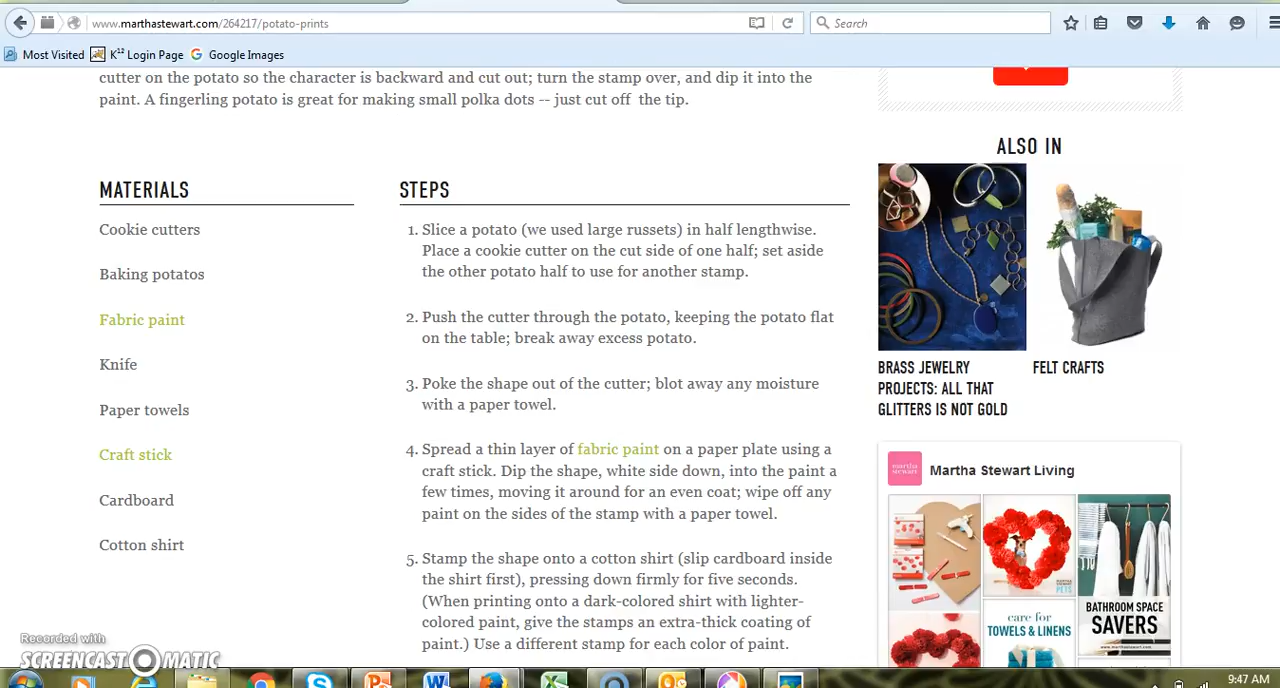 www.marthastewart.com/264217/potato-prints
Search
Most Visited
K¹² Login Page
Google Images
cutter on the potato so the character is backward and cut out; turn the stamp over, and dip it into the
paint. A fingerling potato is great for making small polka dots -- just cut off  the tip.
MATERIALS
Cookie cutters
Baking potatos
Fabric paint
Knife
Paper towels
Craft stick
Cardboard
Cotton shirt
STEPS
1. Slice a potato (we used large russets) in half lengthwise.
Place a cookie cutter on the cut side of one half; set aside
the other potato half to use for another stamp.
2. Push the cutter through the potato, keeping the potato flat
on the table; break away excess potato.
3. Poke the shape out of the cutter; blot away any moisture
with a paper towel.
4. Spread a thin layer of fabric paint on a paper plate using a
craft stick. Dip the shape, white side down, into the paint a
few times, moving it around for an even coat; wipe off any
paint on the sides of the stamp with a paper towel.
5. Stamp the shape onto a cotton shirt (slip cardboard inside
the shirt first), pressing down firmly for five seconds.
(When printing onto a dark-colored shirt with lighter-
colored paint, give the stamps an extra-thick coating of
paint.) Use a different stamp for each color of paint.
ALSO IN
BRASS JEWELRY
PROJECTS: ALL THAT
GLITTERS IS NOT GOLD
FELT CRAFTS
martha
stewart
Martha Stewart Living
MARTHA
STEWART
PETS
care for
TOWELS & LINENS
BATHROOM SPACE
SAVERS
www.marthastewart.com
Recorded with
SCREENCAST-O-MATIC
9:47 AM